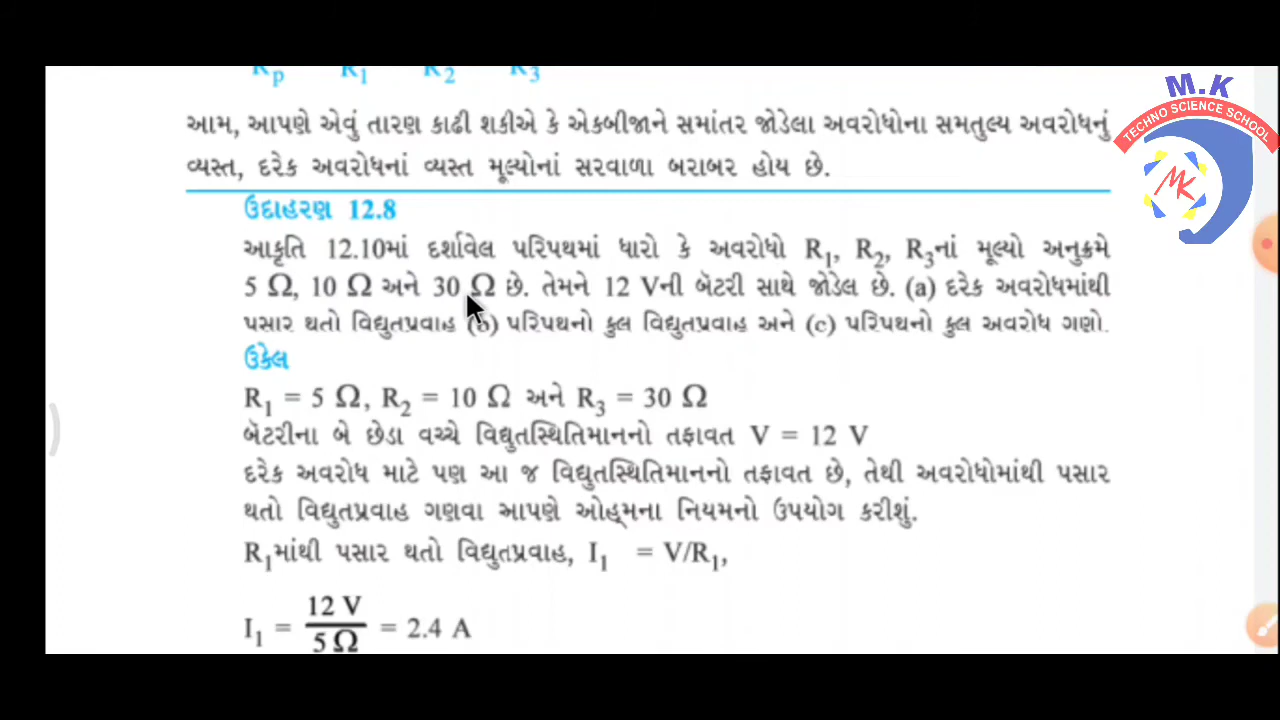 Rp R1 R2 R3
M.K
TECHNO SCIENCE SCHOOL
MK
આમ, આપણે એવું તારણ કાઢી શકીએ કે એકબીજાને સમાંતર જોડેલા અવરોધોના સમતુલ્ય અવરોધનું
વ્યસ્ત, દરેક અવરોધનાં વ્યસ્ત મૂલ્યોનાં સરવાળા બરાબર હોય છે.
ઉદાહરણ 12.8
આકૃતિ 12.10માં દર્શાવેલ પરિપથમાં ધારો કે અવરોધો R1, R2, R3નાં મૂલ્યો અનુક્રમે
5 Ω, 10 Ω અને 30 Ω છે. તેમને 12 Vની બૅટરી સાથે જોડેલ છે. (a) દરેક અવરોધમાંથી
પસાર થતો વિદ્યુતપ્રવાહ (b) પરિપથનો કુલ વિદ્યુતપ્રવાહ અને (c) પરિપથનો કુલ અવરોધ ગણો.
ઉકેલ
R1 = 5 Ω, R2 = 10 Ω અને R3 = 30 Ω
બૅટરીના બે છેડા વચ્ચે વિદ્યુતસ્થિતિમાનનો તફાવત V = 12 V
દરેક અવરોધ માટે પણ આ જ વિદ્યુતસ્થિતિમાનનો તફાવત છે, તેથી અવરોધોમાંથી પસાર
થતો વિદ્યુતપ્રવાહ ગણવા આપણે ઓહ્‌મના નિયમનો ઉપયોગ કરીશું.
R1માંથી પસાર થતો વિદ્યુતપ્રવાહ, I1 = V/R1,
12 V
I1 = = 2.4 A
5 Ω